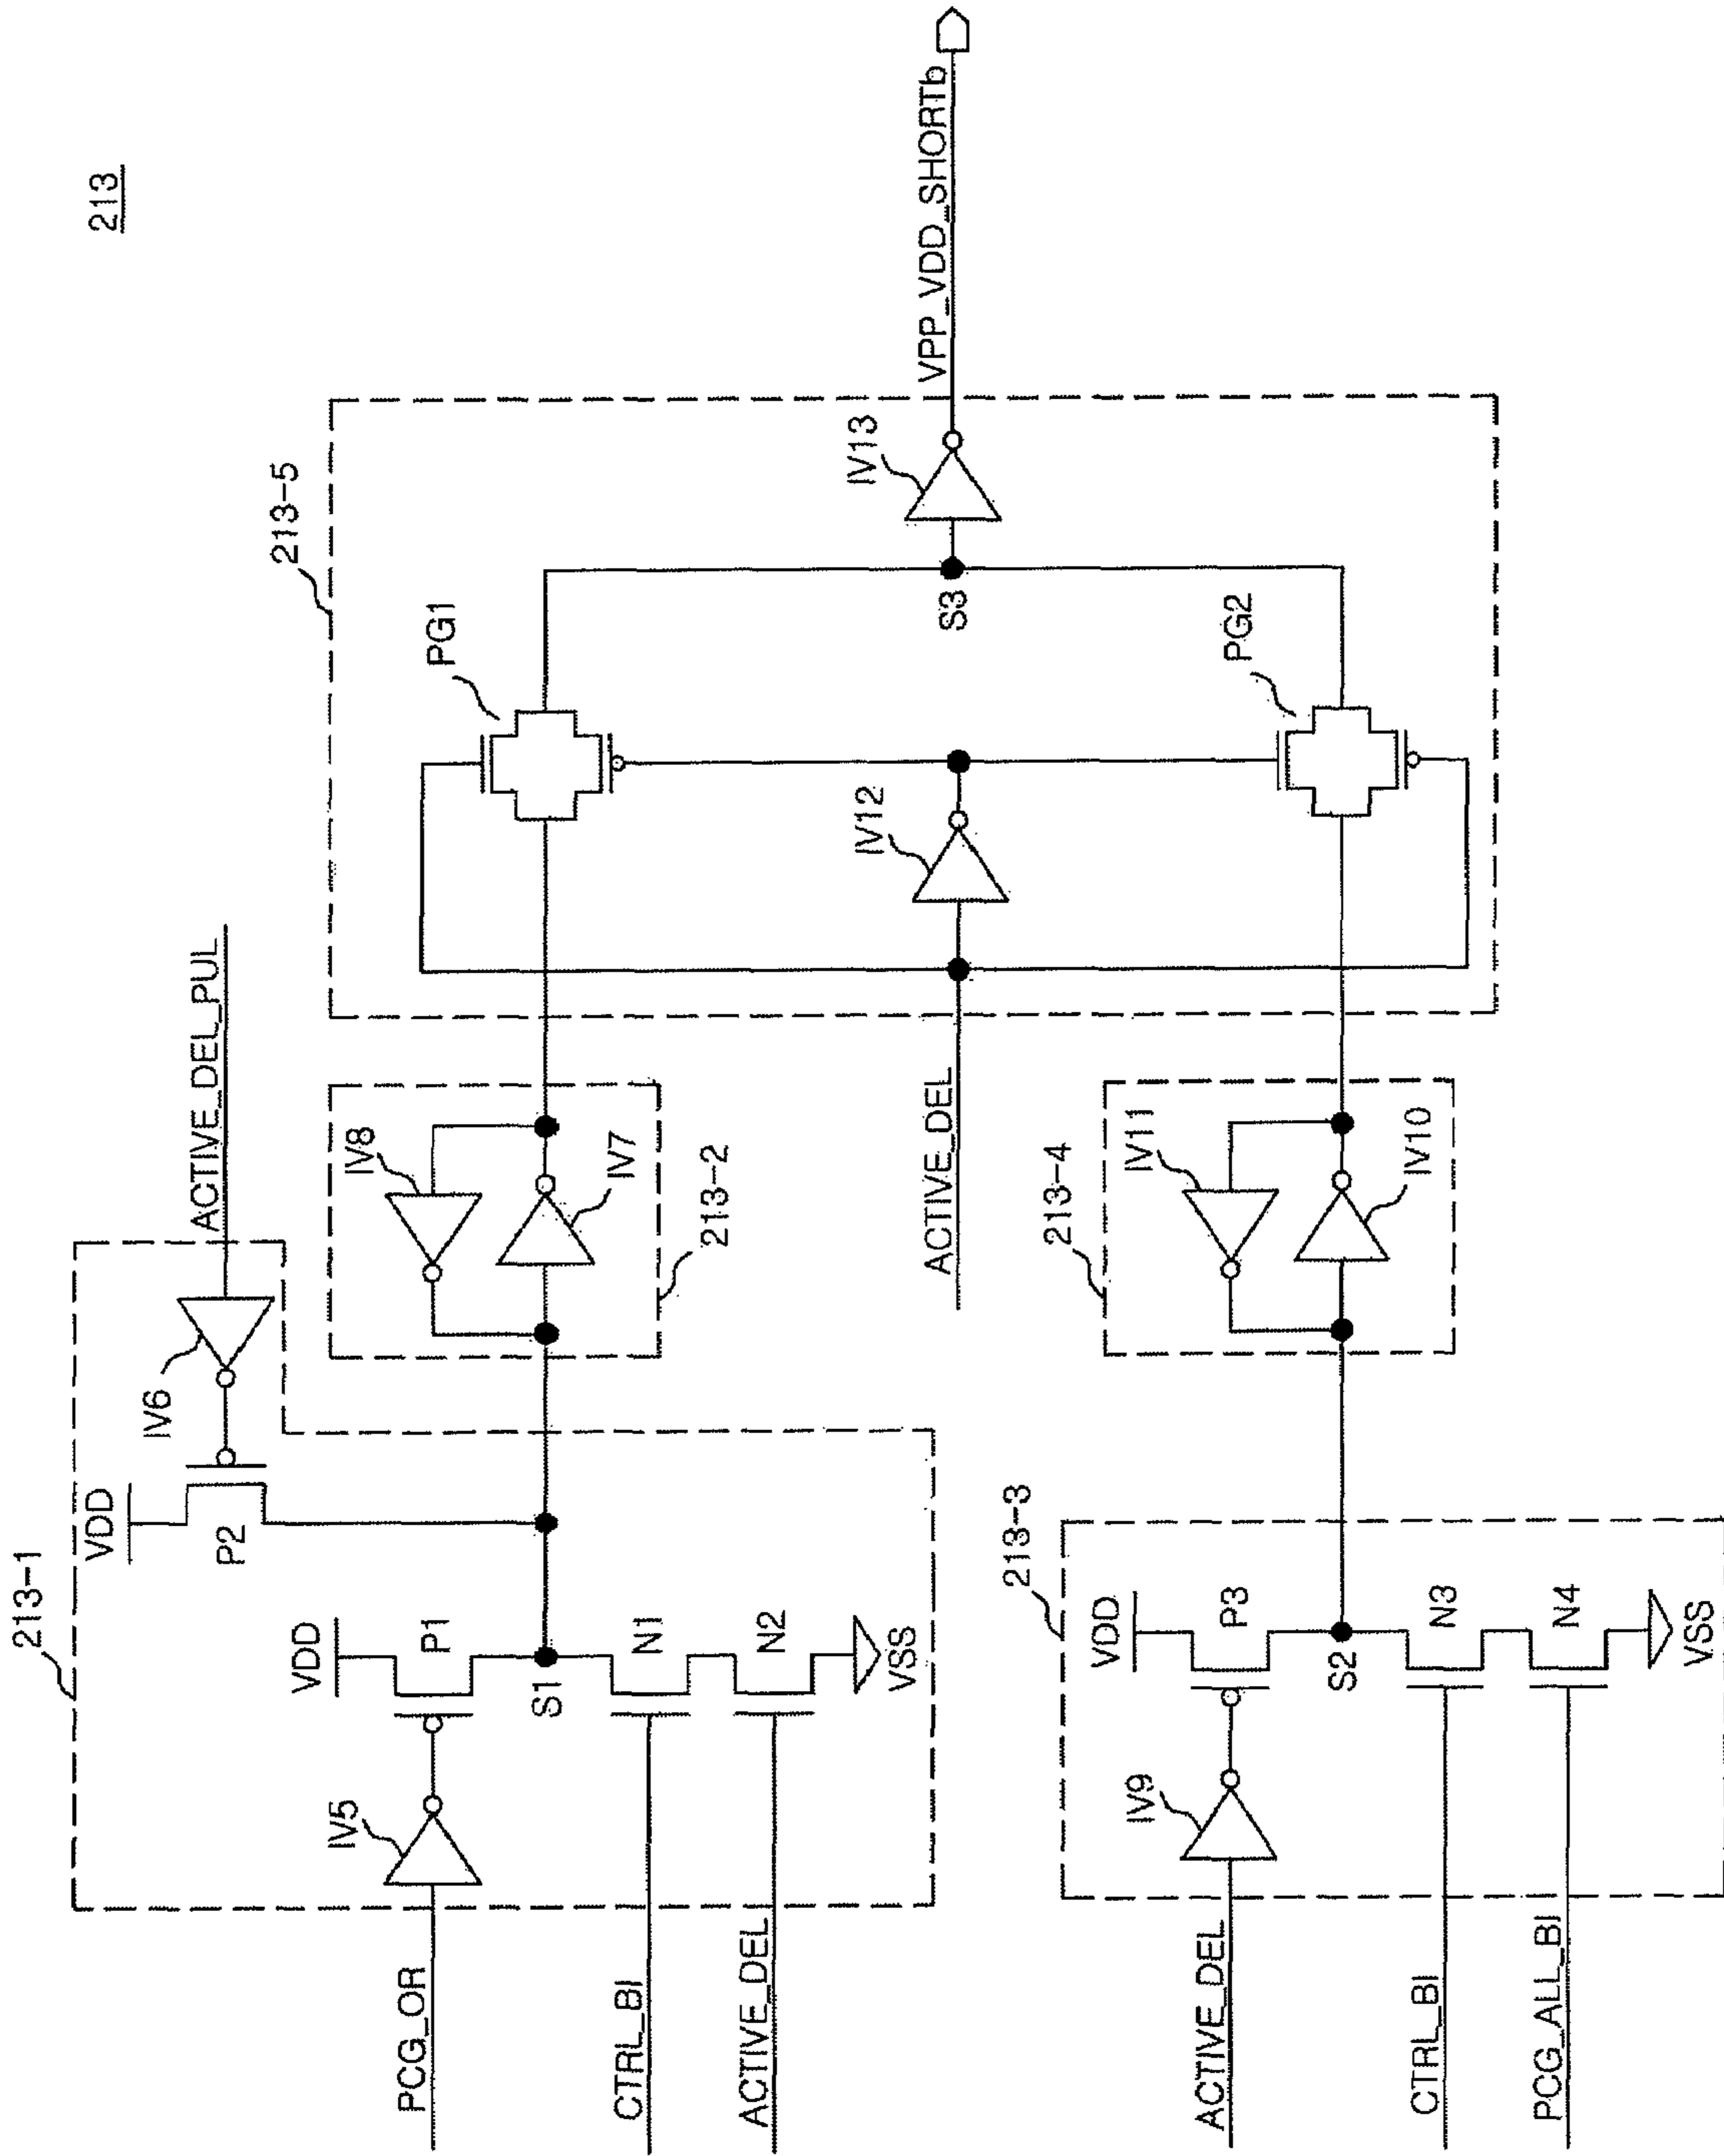 213
213-1
VDD
P2
IV6
ACTIVE_DEL_PUL
VDD
P1
S1
N1
N2
VSS
IV5
PCG_OR
CTRL_BI
ACTIVE_DEL
213-2
IV8
IV7
213-5
PG1
PG2
IV12
S3
IV13
VPP_VDD_SHORTb
ACTIVE_DEL
213-3
VDD
P3
S2
N3
N4
VSS
IV9
ACTIVE_DEL
CTRL_BI
PCG_ALL_BI
213-4
IV11
IV10